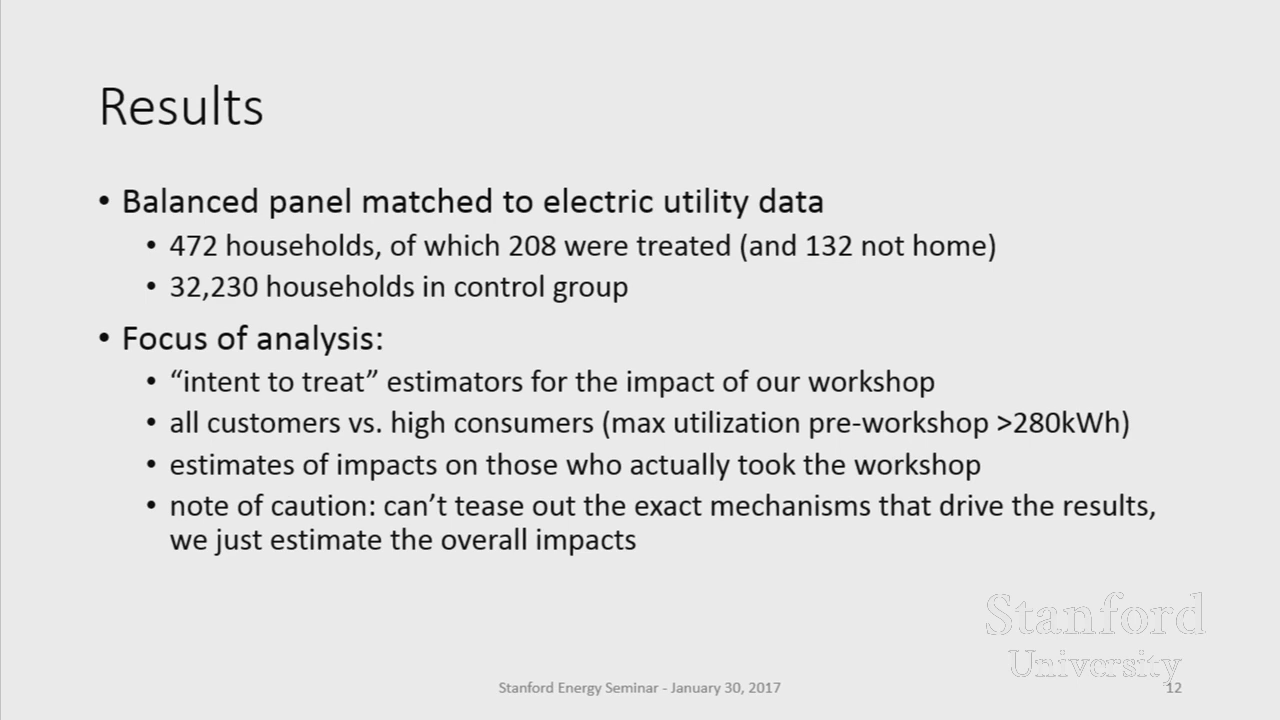 Results
• Balanced panel matched to electric utility data
• 472 households, of which 208 were treated (and 132 not home)
• 32,230 households in control group
• Focus of analysis:
• “intent to treat” estimators for the impact of our workshop
• all customers vs. high consumers (max utilization pre-workshop >280kWh)
• estimates of impacts on those who actually took the workshop
• note of caution: can’t tease out the exact mechanisms that drive the results,
we just estimate the overall impacts
Stanford
University
Stanford Energy Seminar - January 30, 2017
12